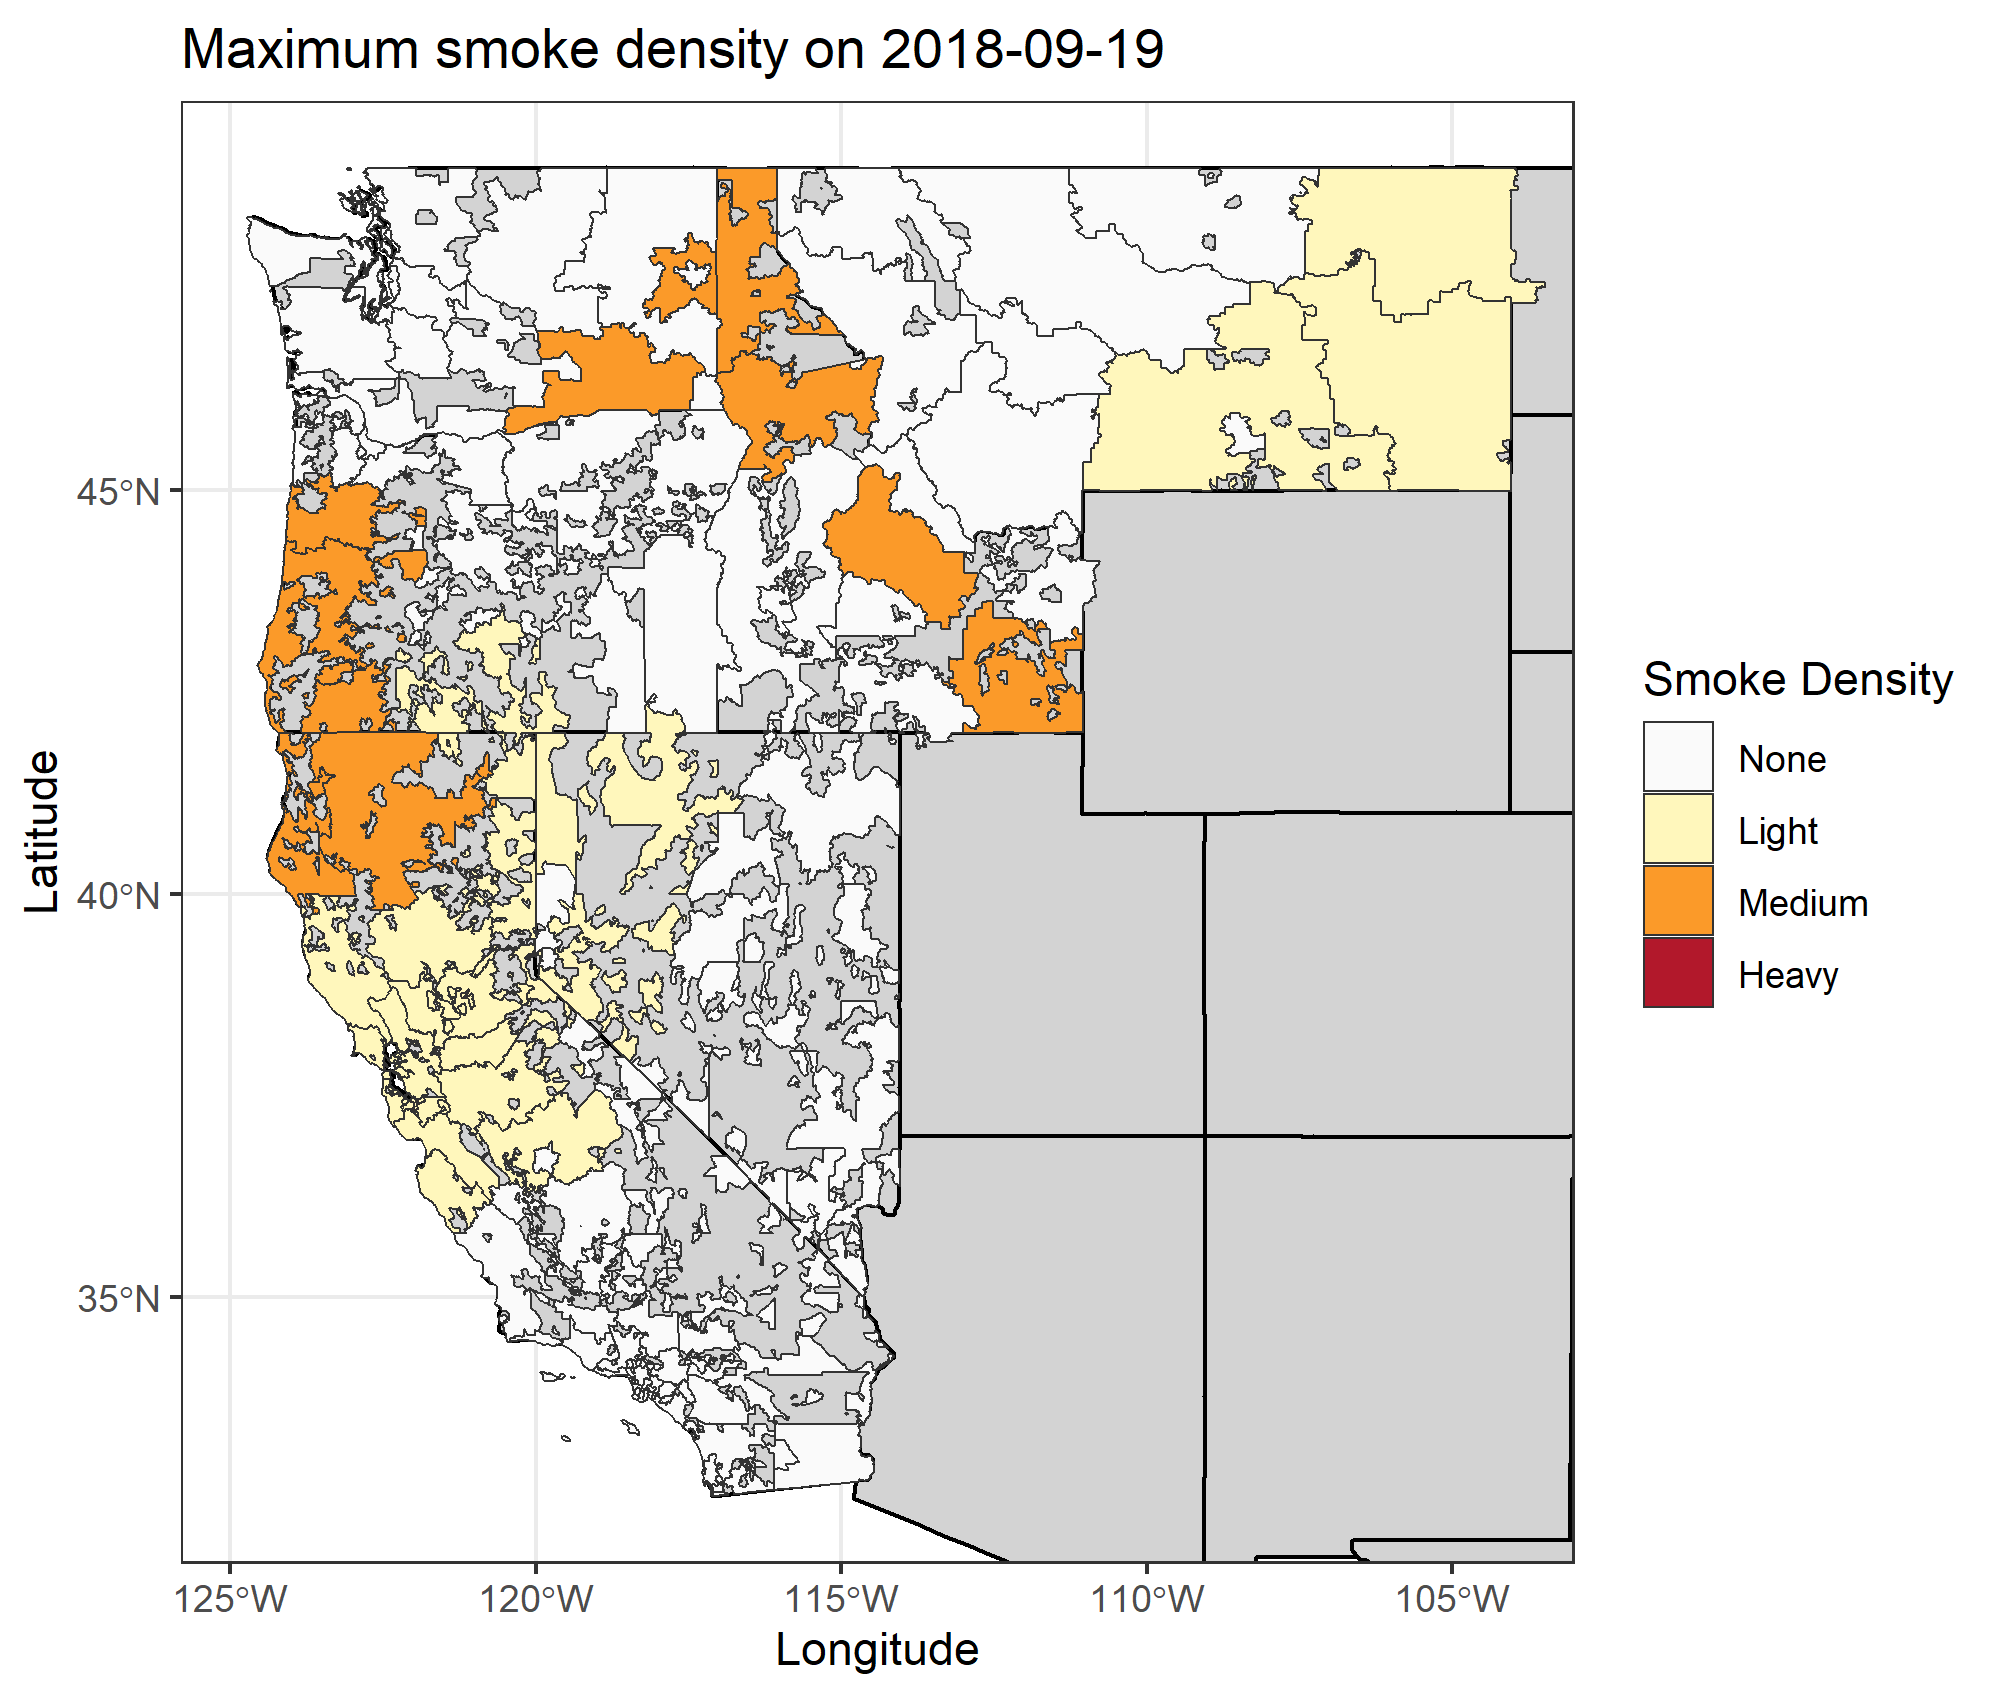 Maximum smoke density on 2018-09-19
45°N
40°N
35°N
Latitude
125°W
120°W
115°W
110°W
105°W
Longitude
Smoke Density
None
Light
Medium
Heavy